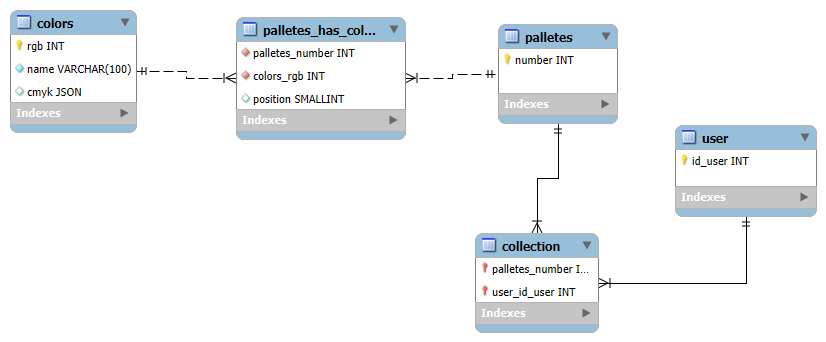 colors
rgb INT
name VARCHAR(100)
cmyk JSON
Indexes
palletes_has_col...
palletes_number INT
colors_rgb INT
position SMALLINT
Indexes
palletes
number INT
Indexes
user
id_user INT
Indexes
collection
palletes_number I...
user_id_user INT
Indexes